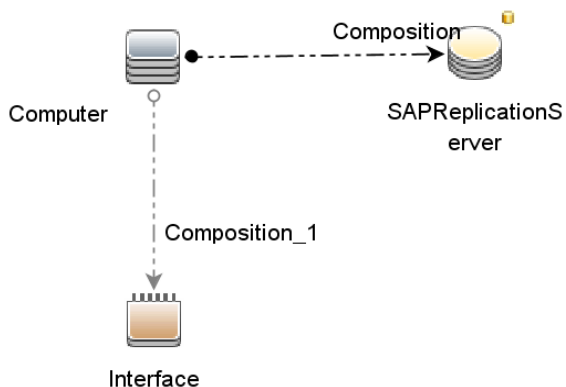 Composition
Computer
SAPReplicationS
erver
Composition_1
Interface